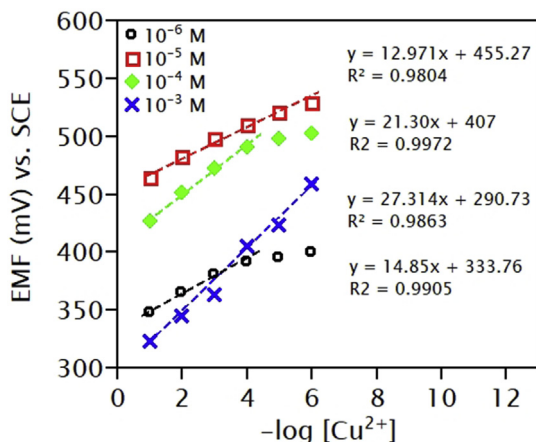 600
550
500
450
400
350
300
EMF (mV) vs. SCE
10⁻⁶ M
10⁻⁵ M
10⁻⁴ M
10⁻³ M
y = 12.971x + 455.27
R² = 0.9804
y = 21.30x + 407
R2 = 0.9972
y = 27.314x + 290.73
R² = 0.9863
y = 14.85x + 333.76
R2 = 0.9905
0 2 4 6 8 10 12
–log [Cu²⁺]